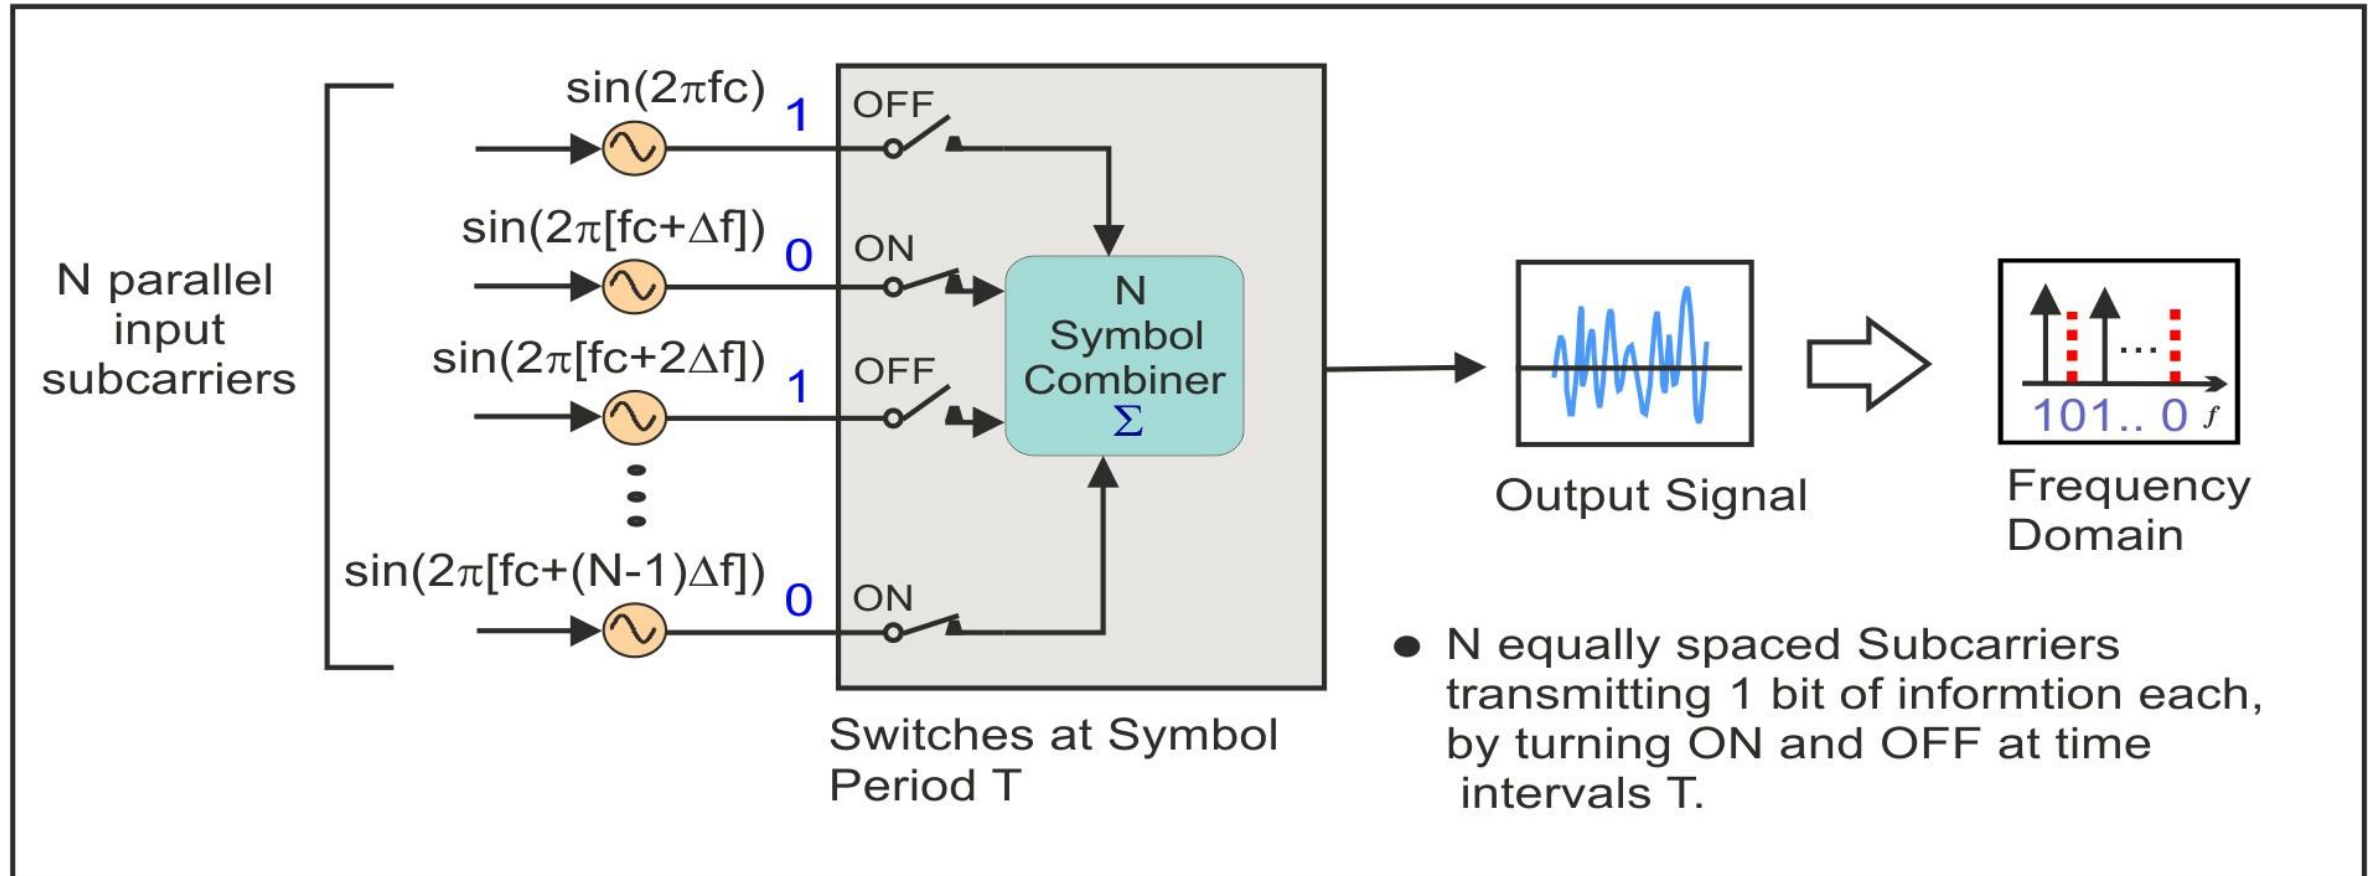 sin(2πfc)
1
OFF
sin(2π[fc+Δf])
0
ON
sin(2π[fc+2Δf])
1
OFF
sin(2π[fc+(N-1)Δf])
0
ON
N parallel
input
subcarriers
N
Symbol
Combiner
Σ
Switches at Symbol
Period T
Output Signal
...
101.. 0 f
Frequency
Domain
● N equally spaced Subcarriers
transmitting 1 bit of informtion each,
by turning ON and OFF at time
intervals T.